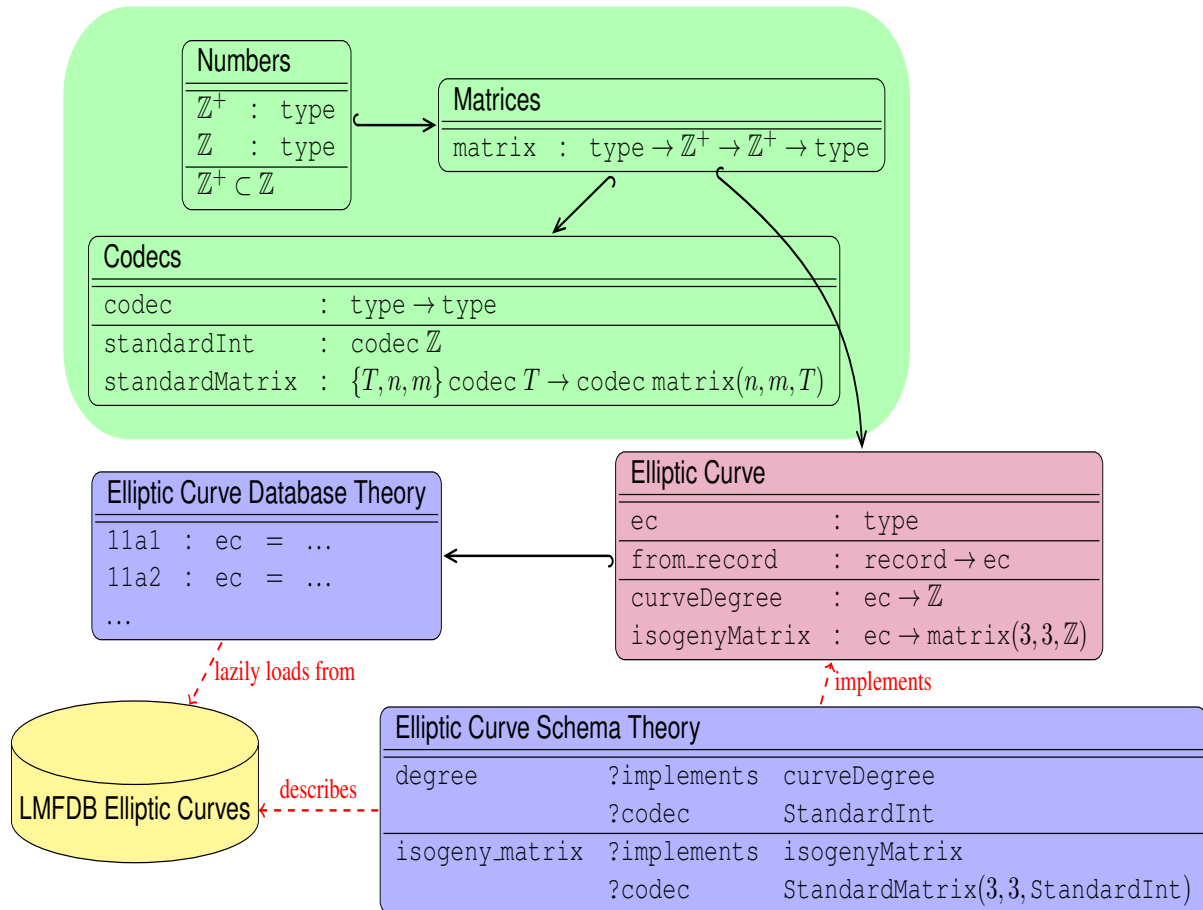 Numbers
ℤ⁺ : type
ℤ : type
ℤ⁺ ⊂ ℤ
Matrices
matrix : type → ℤ⁺ → ℤ⁺ → type
Codecs
codec : type → type
standardInt : codec ℤ
standardMatrix : {T, n, m} codec T → codec matrix(n, m, T)
Elliptic Curve Database Theory
11a1 : ec = ...
11a2 : ec = ...
...
Elliptic Curve
ec : type
from_record : record → ec
curveDegree : ec → ℤ
isogenyMatrix : ec → matrix(3, 3, ℤ)
lazily loads from
implements
LMFDB Elliptic Curves
describes
Elliptic Curve Schema Theory
degree ?implements curveDegree
?codec StandardInt
isogeny_matrix ?implements isogenyMatrix
?codec StandardMatrix(3, 3, StandardInt)